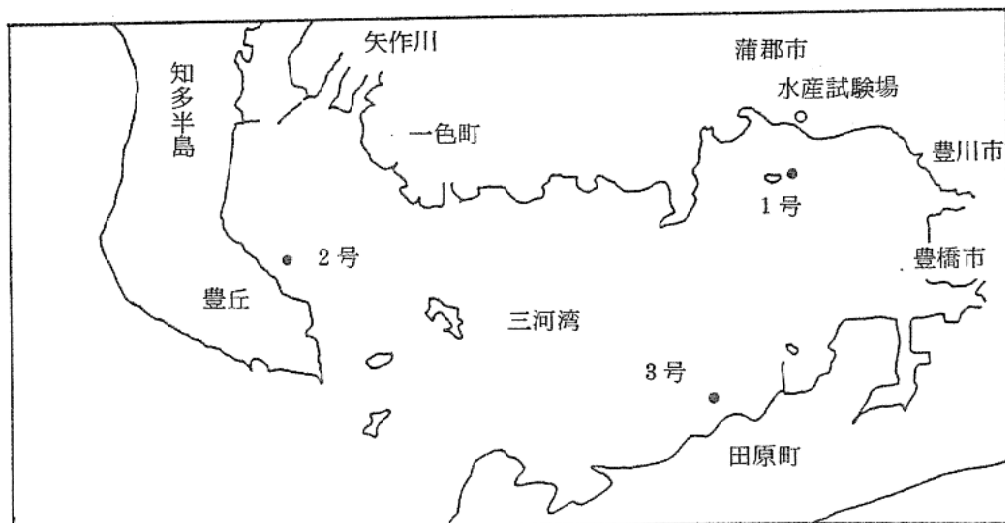 矢作川
蒲郡市
水産試験場
知多半島
一色町
豊川市
1号
2号
豊橋市
豊丘
三河湾
3号
田原町